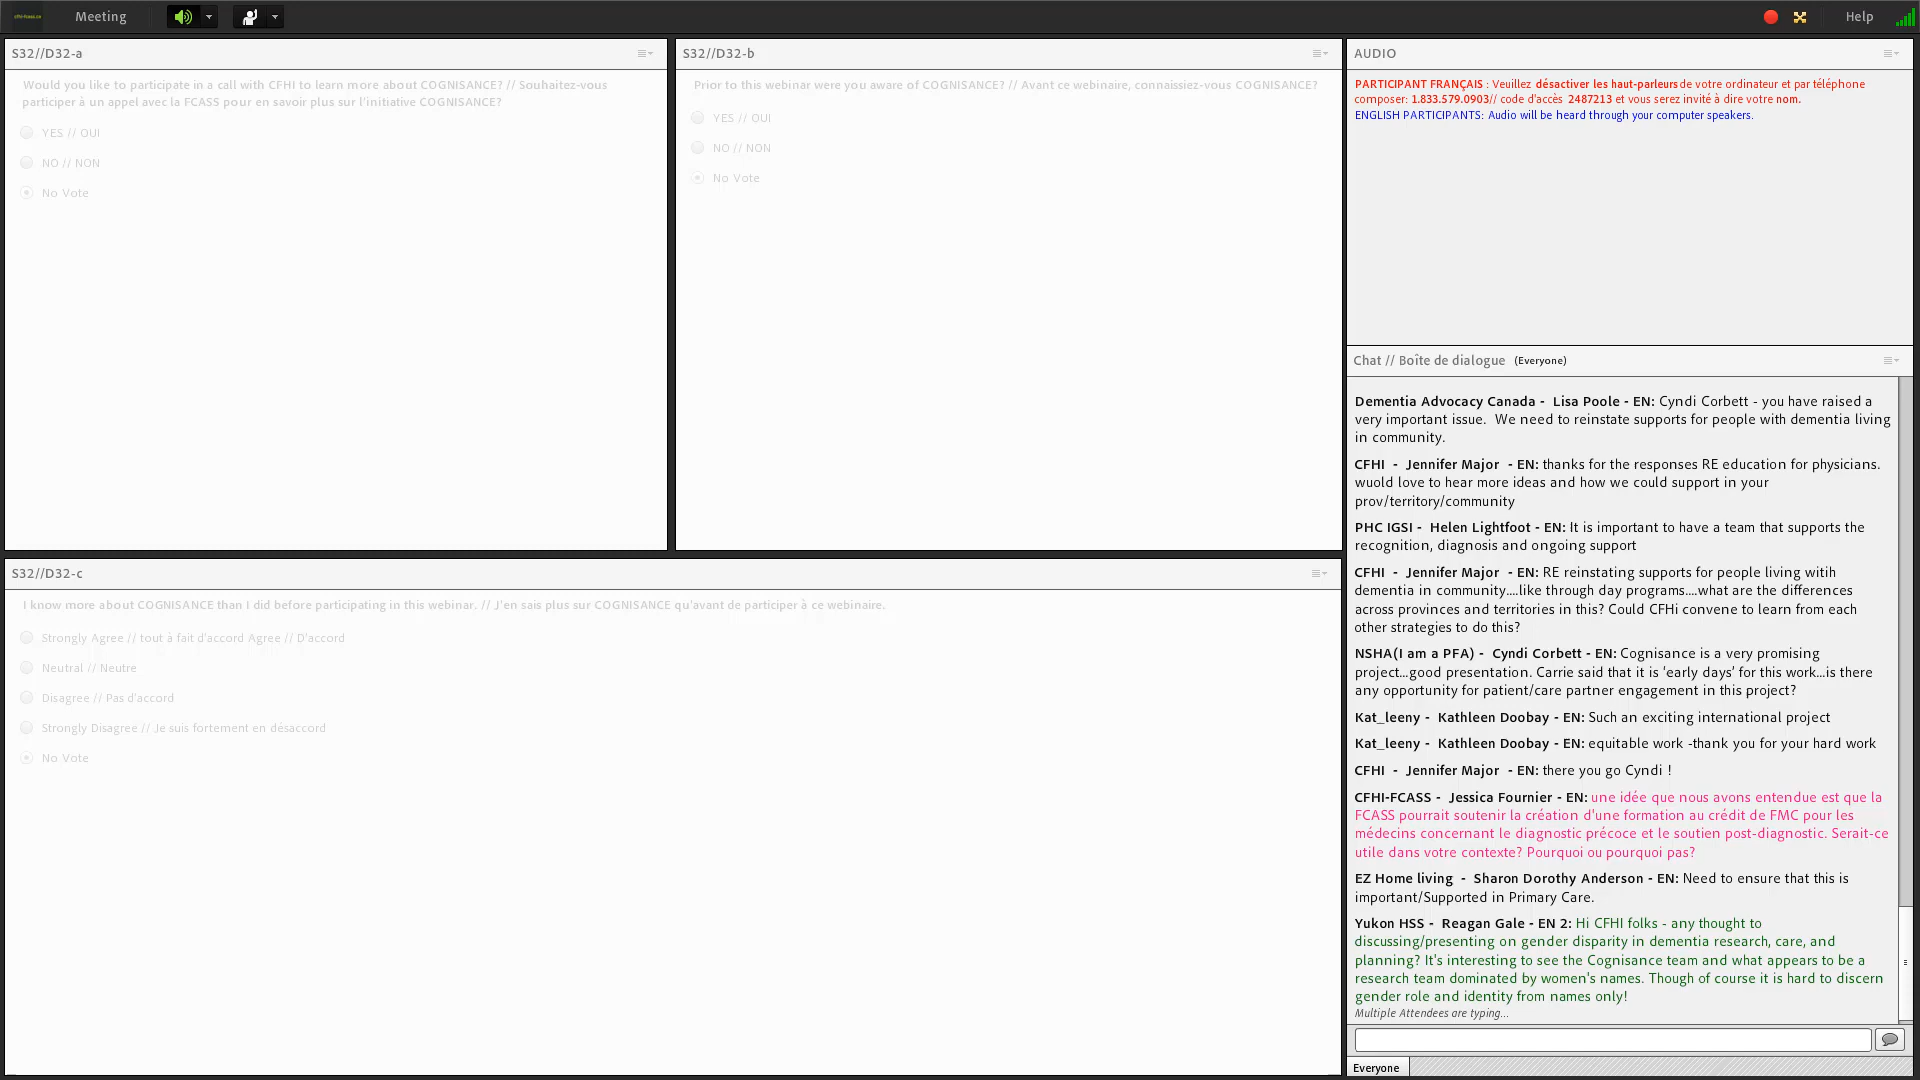 cfhi-fcass.ca
Meeting
Help
S32//D32-a
Would you like to participate in a call with CFHI to learn more about COGNISANCE? // Souhaitez-vous
participer à un appel avec la FCASS pour en savoir plus sur l'initiative COGNISANCE?
YES // OUI
NO // NON
No Vote
S32//D32-b
Prior to this webinar were you aware of COGNISANCE? // Avant ce webinaire, connaissiez-vous COGNISANCE?
YES // OUI
NO // NON
No Vote
S32//D32-c
I know more about COGNISANCE than I did before participating in this webinar. // J'en sais plus sur COGNISANCE qu'avant de participer à ce webinaire.
Strongly Agree // tout à fait d'accord Agree // D'accord
Neutral // Neutre
Disagree // Pas d'accord
Strongly Disagree // Je suis fortement en désaccord
No Vote
AUDIO
PARTICIPANT FRANÇAIS : Veuillez désactiver les haut-parleurs de votre ordinateur et par téléphone
composer: 1.833.579.0903// code d'accès 2487213 et vous serez invité à dire votre nom.
ENGLISH PARTICIPANTS: Audio will be heard through your computer speakers.
Chat // Boîte de dialogue (Everyone)
Dementia Advocacy Canada - Lisa Poole - EN: Cyndi Corbett - you have raised a
very important issue. We need to reinstate supports for people with dementia living
in community.
CFHI - Jennifer Major - EN: thanks for the responses RE education for physicians.
wuold love to hear more ideas and how we could support in your
prov/territory/community
PHC IGSI - Helen Lightfoot - EN: It is important to have a team that supports the
recognition, diagnosis and ongoing support
CFHI - Jennifer Major - EN: RE reinstating supports for people living witih
dementia in community....like through day programs....what are the differences
across provinces and territories in this? Could CFHi convene to learn from each
other strategies to do this?
NSHA(I am a PFA) - Cyndi Corbett - EN: Cognisance is a very promising
project...good presentation. Carrie said that it is 'early days' for this work...is there
any opportunity for patient/care partner engagement in this project?
Kat_leeny - Kathleen Doobay - EN: Such an exciting international project
Kat_leeny - Kathleen Doobay - EN: equitable work -thank you for your hard work
CFHI - Jennifer Major - EN: there you go Cyndi !
CFHI-FCASS - Jessica Fournier - EN: une idée que nous avons entendue est que la
FCASS pourrait soutenir la création d'une formation au crédit de FMC pour les
médecins concernant le diagnostic précoce et le soutien post-diagnostic. Serait-ce
utile dans votre contexte? Pourquoi ou pourquoi pas?
EZ Home living - Sharon Dorothy Anderson - EN: Need to ensure that this is
important/Supported in Primary Care.
Yukon HSS - Reagan Gale - EN 2: Hi CFHI folks - any thought to
discussing/presenting on gender disparity in dementia research, care, and
planning? It's interesting to see the Cognisance team and what appears to be a
research team dominated by women's names. Though of course it is hard to discern
gender role and identity from names only!
Multiple Attendees are typing...
Everyone